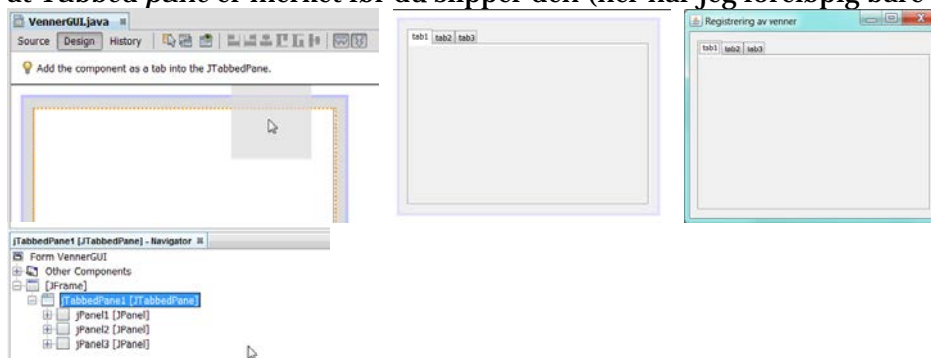 at Tabbed pane er merket før du slipper den (her har jeg foreløpig bare
VennerGUI.java
Source Design History
Add the component as a tab into the JTabbedPane.
tab1 tab2 tab3
Registrering av venner
tab1 tab2 tab3
jTabbedPane1 [JTabbedPane] - Navigator
Form VennerGUI
Other Components
[JFrame]
jTabbedPane1 [JTabbedPane]
jPanel1 [JPanel]
jPanel2 [JPanel]
jPanel3 [JPanel]